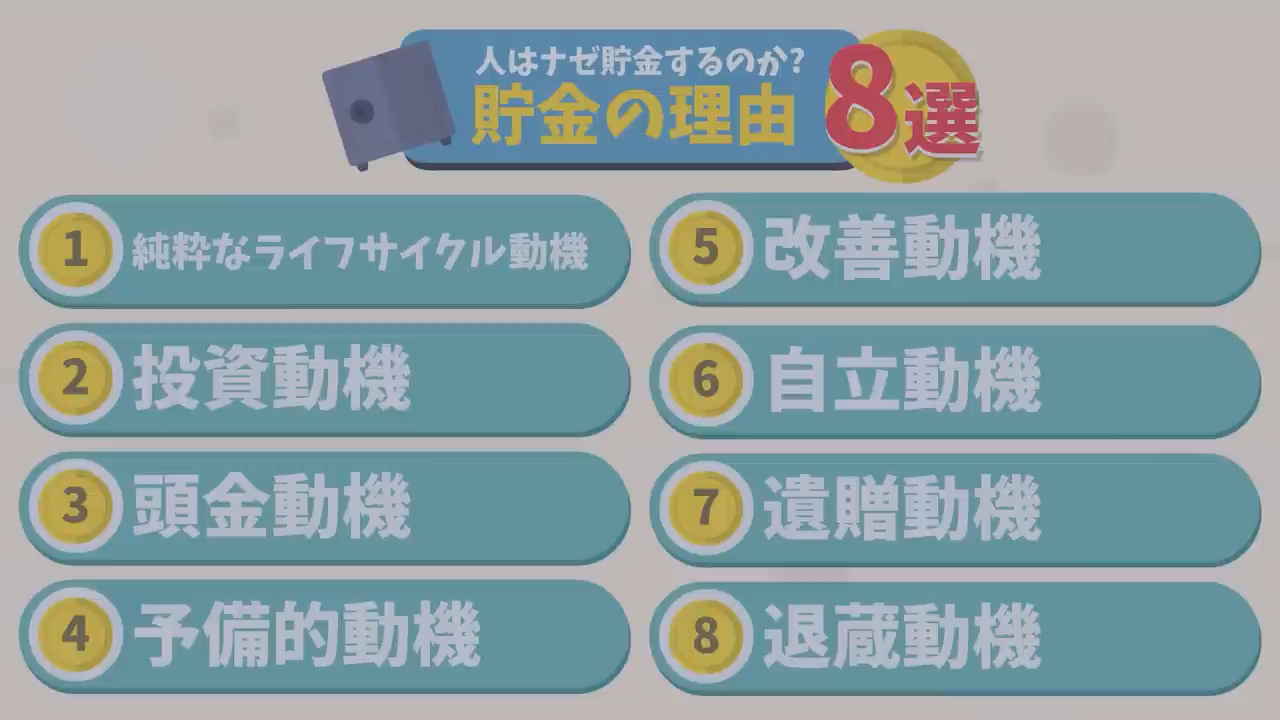 人はナゼ貯金するのか?
貯金の理由
8選
1 純粋なライフサイクル動機
2 投資動機
3 頭金動機
4 予備的動機
5 改善動機
6 自立動機
7 遺贈動機
8 退蔵動機